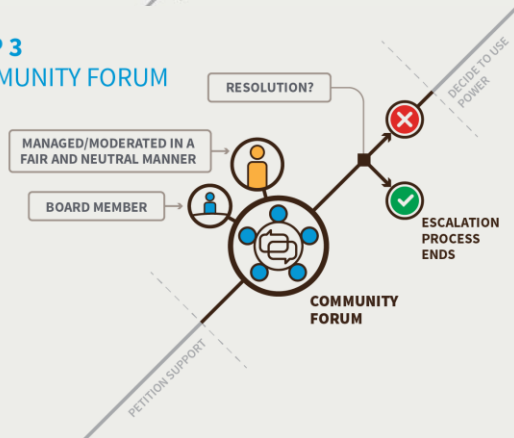 3
MUNITY FORUM
RESOLUTION?
DECIDE TO USE
POWER
MANAGED/MODERATED IN A
FAIR AND NEUTRAL MANNER
BOARD MEMBER
ESCALATION
PROCESS
ENDS
COMMUNITY
FORUM
PETITION SUPPORT